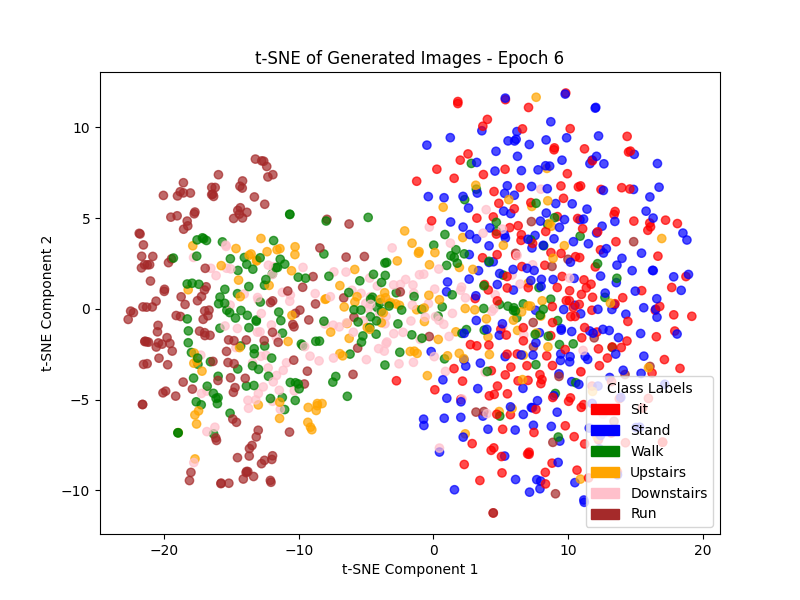 t-SNE of Generated Images - Epoch 6
t-SNE Component 2
10
5
0
−5
−10
Class Labels
Sit
Stand
Walk
Upstairs
Downstairs
Run
−20
−10
0
10
20
t-SNE Component 1